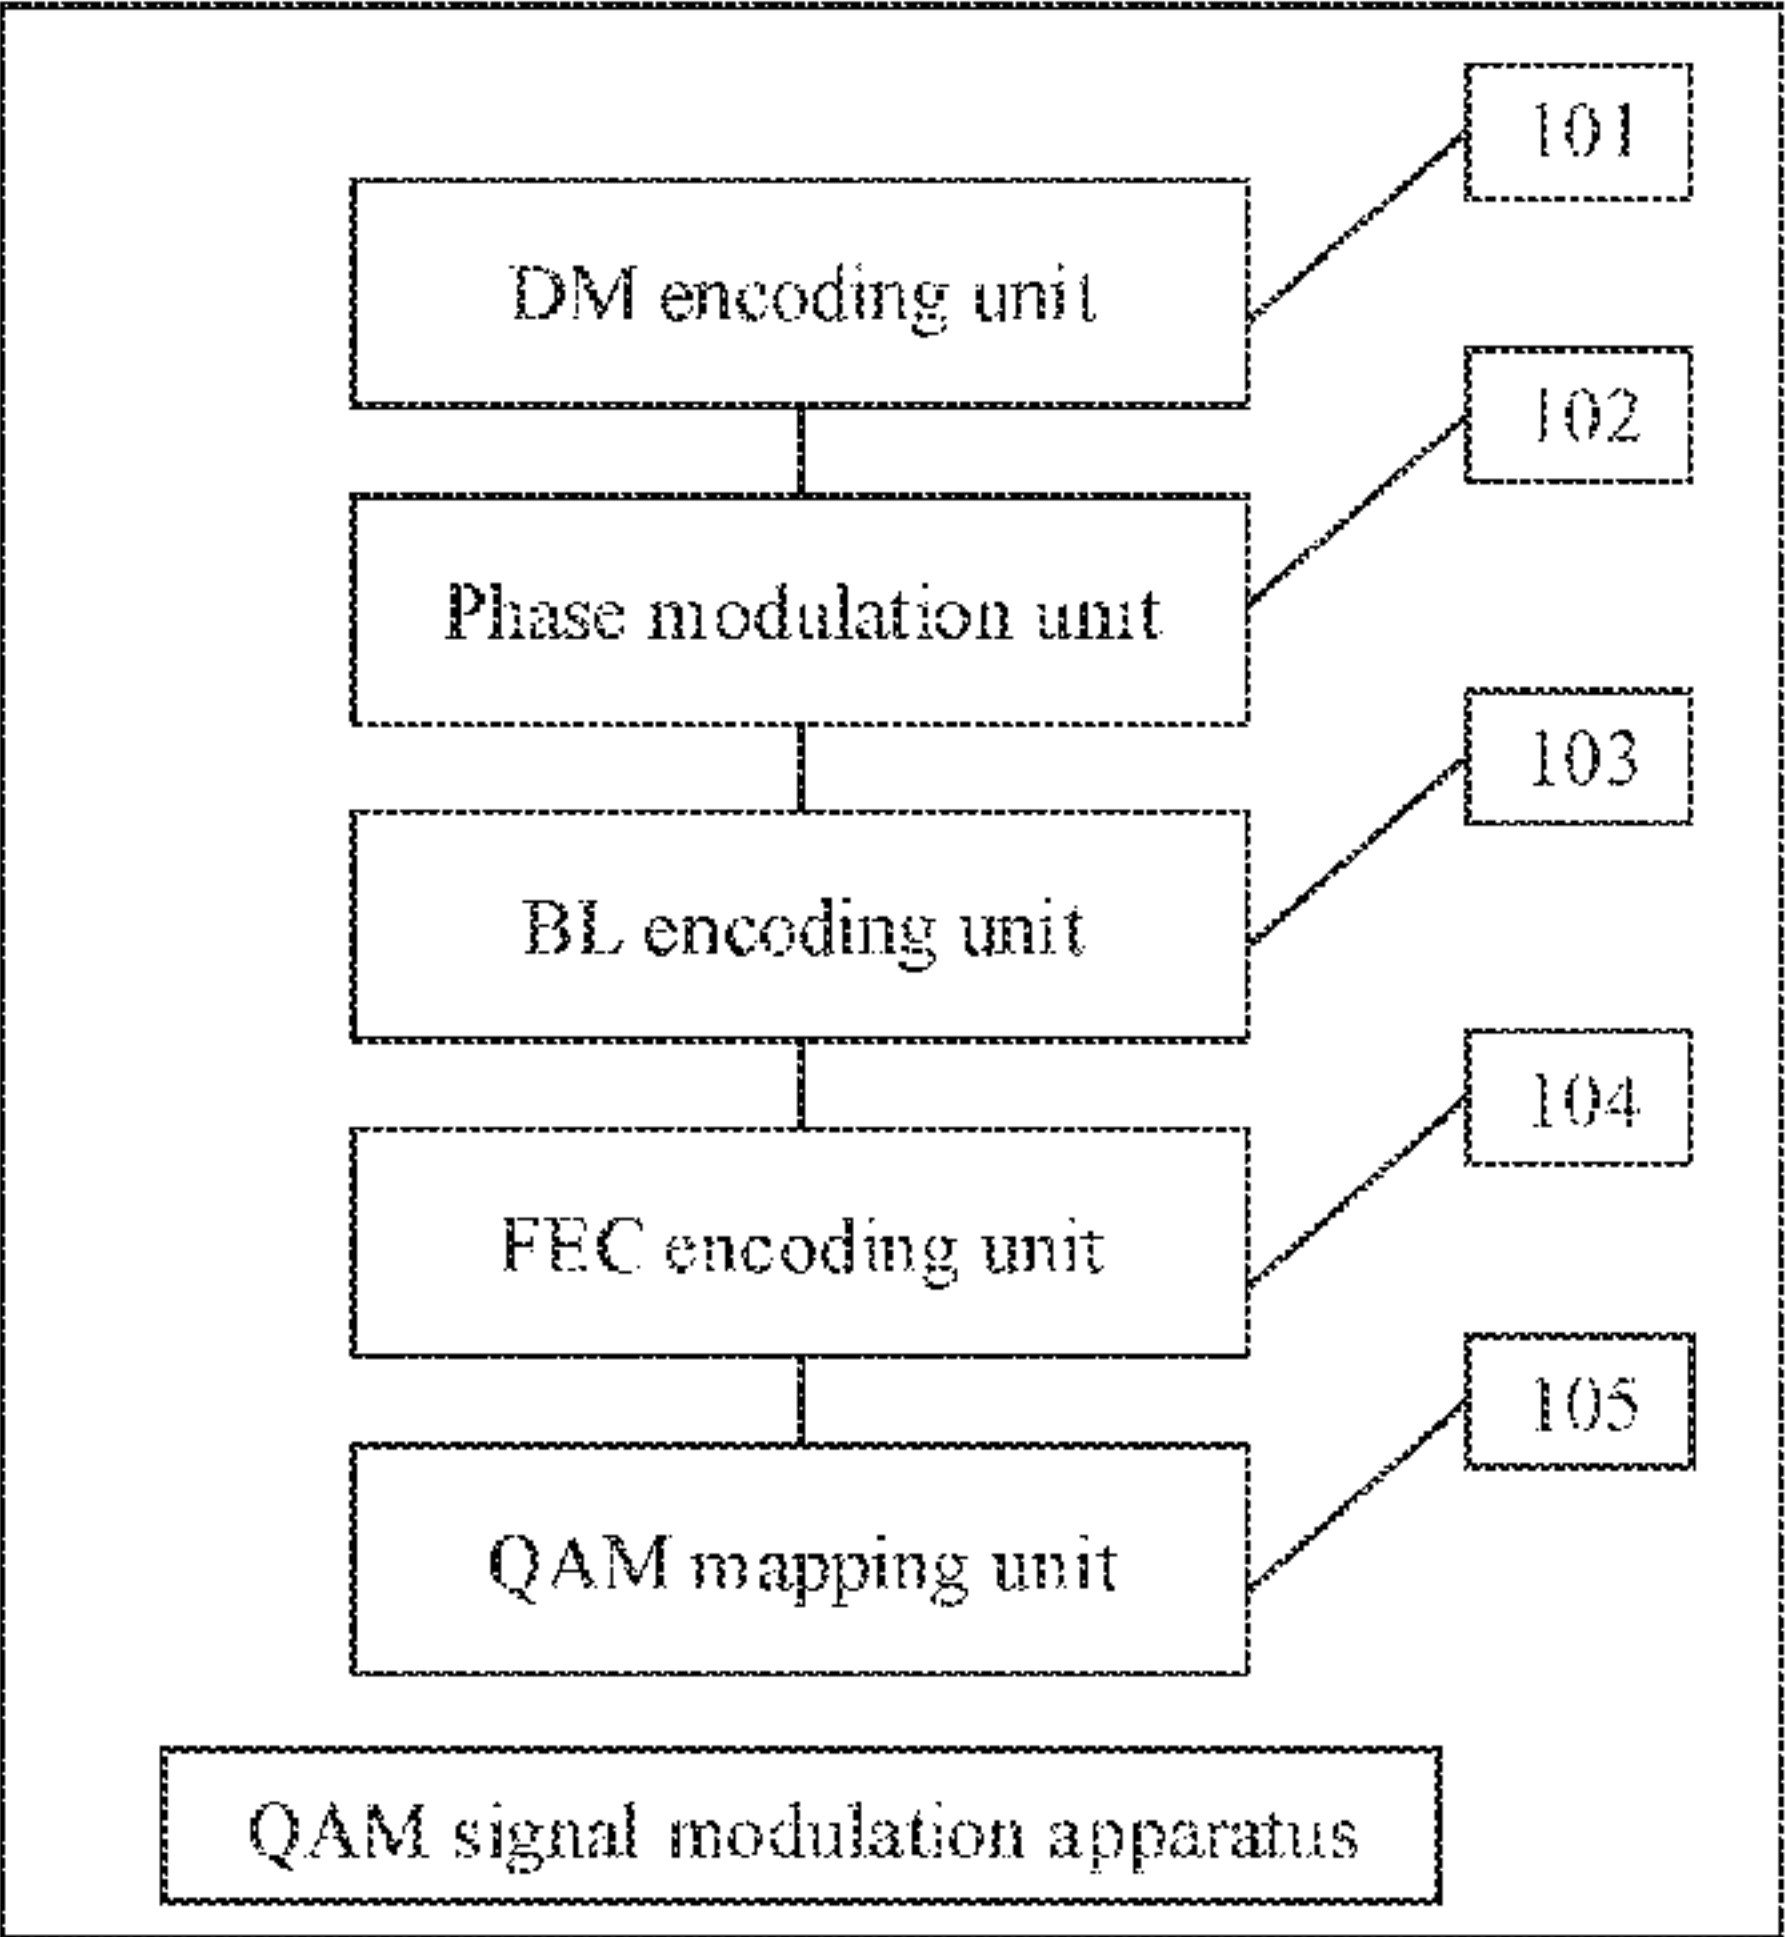 101
DM encoding unit
102
Phase modulation unit
103
BL encoding unit
104
FEC encoding unit
105
QAM mapping unit
QAM signal modulation apparatus